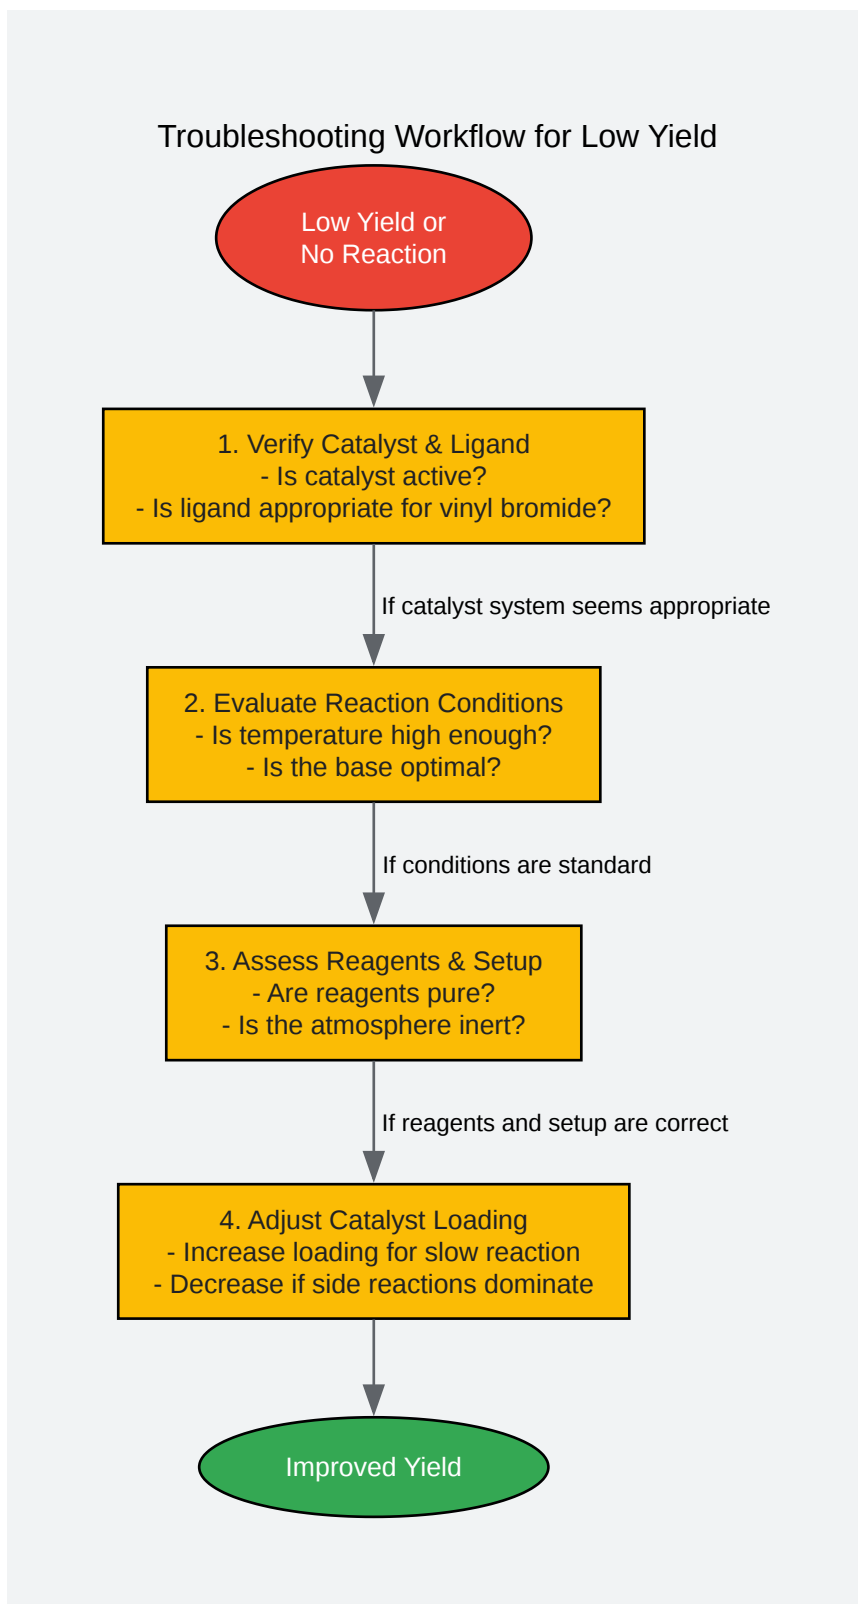 Troubleshooting Workflow for Low Yield
Low Yield or
No Reaction
1. Verify Catalyst & Ligand
- Is catalyst active?
- Is ligand appropriate for vinyl bromide?
If catalyst system seems appropriate
2. Evaluate Reaction Conditions
- Is temperature high enough?
- Is the base optimal?
If conditions are standard
3. Assess Reagents & Setup
- Are reagents pure?
- Is the atmosphere inert?
If reagents and setup are correct
4. Adjust Catalyst Loading
- Increase loading for slow reaction
- Decrease if side reactions dominate
Improved Yield